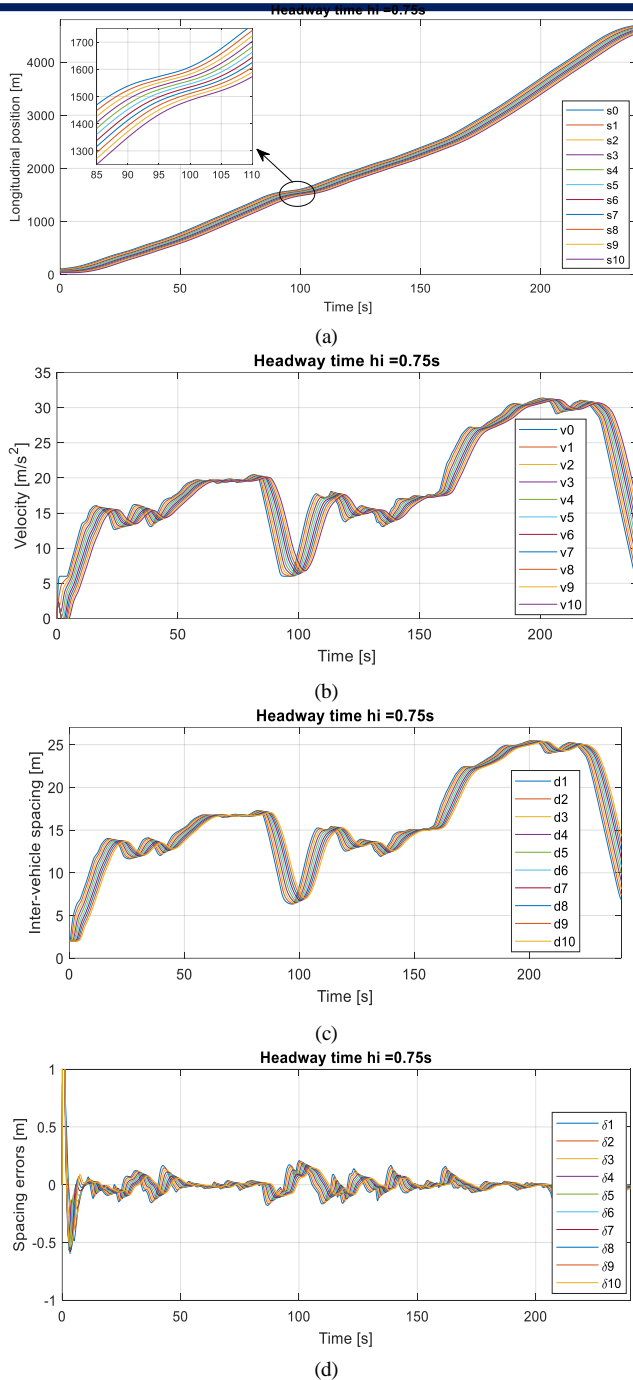 Headway time hi =0.75s
Longitudinal position [m]
4000
3000
2000
1000
0
1700
1600
1500
1400
1300
85 90 95 100 105 110
s0
s1
s2
s3
s4
s5
s6
s7
s8
s9
s10
0 50 100 150 200
Time [s]
(a)
Headway time hi =0.75s
Velocity [m/s²]
35
30
25
20
15
10
5
0
v0
v1
v2
v3
v4
v5
v6
v7
v8
v9
v10
0 50 100 150 200
Time [s]
(b)
Headway time hi =0.75s
Inter-vehicle spacing [m]
25
20
15
10
5
0
d1
d2
d3
d4
d5
d6
d7
d8
d9
d10
0 50 100 150 200
Time [s]
(c)
Headway time hi =0.75s
Spacing errors [m]
1
0.5
0
-0.5
-1
δ1
δ2
δ3
δ4
δ5
δ6
δ7
δ8
δ9
δ10
0 50 100 150 200
Time [s]
(d)